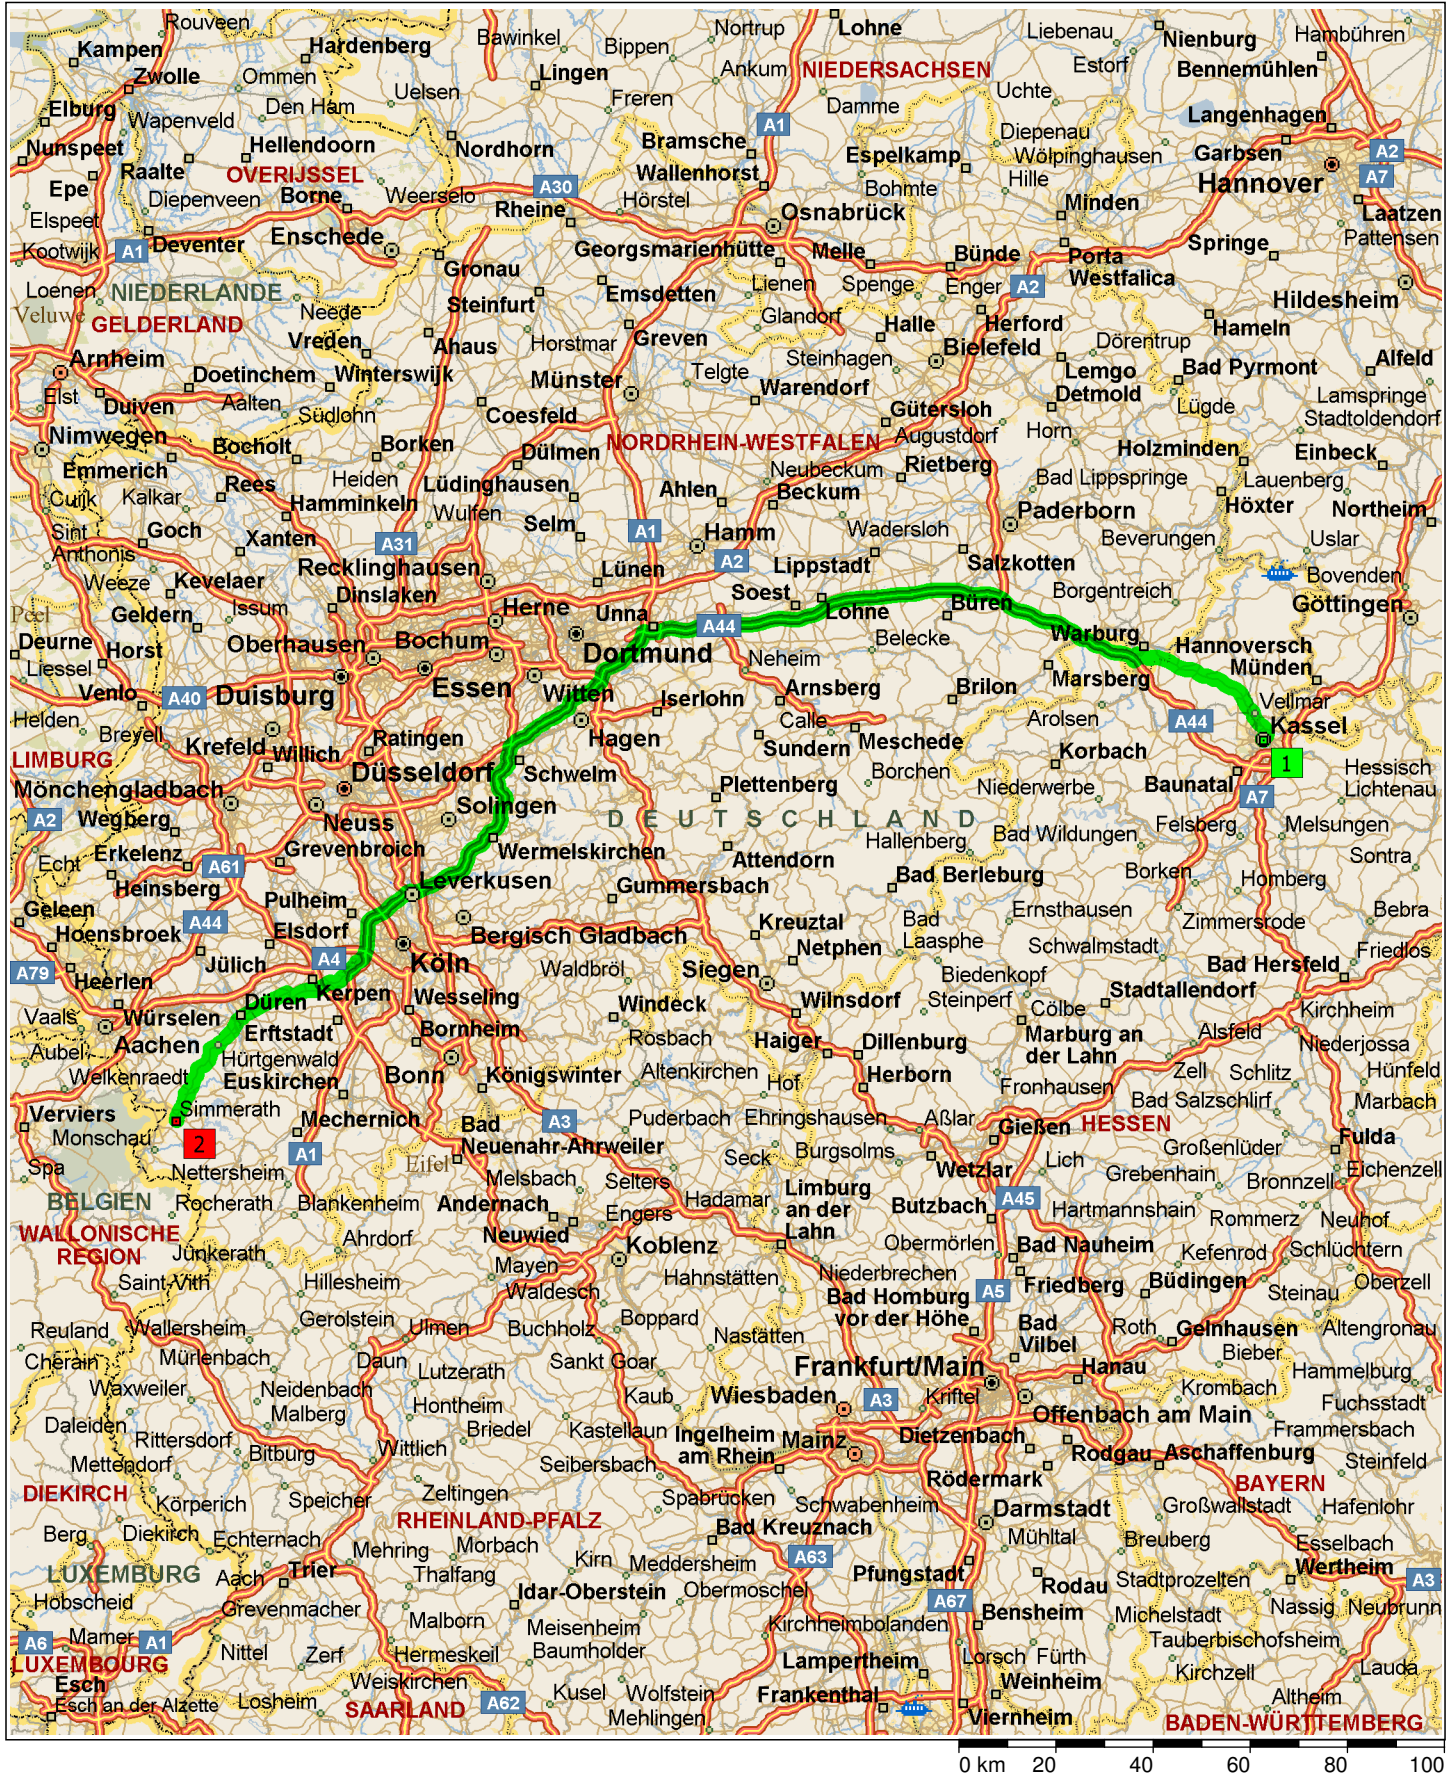 Rouveen
Kampen
Hardenberg
Bawinkel
Bippen
Nortrup
Lohne
Liebenau
Nienburg
Hambühren
Zwolle
Ommen
Lingen
Ankum
NIEDERSACHSEN
Estorf
Bennemühlen
Elburg
Den Ham
Uelsen
Freren
Damme
Uchte
Wapenveld
A1
Langenhagen
Nunspeet
Hellendoorn
Nordhorn
Bramsche
Espelkamp
Diepenau
Wölpinghausen
Garbsen
A2
Raalte
OVERIJSSEL
Wallenhorst
Hille
Hannover
A7
Epe
Diepenveen
Borne
Weerselo
A30
Hörstel
Bohmte
Elspeet
Rheine
Osnabrück
Minden
Laatzen
Kootwijk
A1
Deventer
Enschede
Georgsmarienhütte
Melle
Bünde
Porta
Westfalica
Springe
Pattensen
Gronau
Loenen
NIEDERLANDE
Steinfurt
Emsdetten
Lienen
Spenge
Enger
A2
Hildesheim
Veluwe
GELDERLAND
Neede
Glandorf
Halle
Herford
Hameln
Vreden
Ahaus
Horstmar
Greven
Steinhagen
Bielefeld
Dörentrup
Arnheim
Doetinchem
Winterswijk
Münster
Telgte
Warendorf
Lemgo
Detmold
Bad Pyrmont
Alfeld
Elst
Duiven
Aalten
Südlohn
Coesfeld
Gütersloh
Lügde
Lamspringe
Stadtoldendorf
Nimwegen
Bocholt
Borken
Dülmen
NORDRHEIN-WESTFALEN
Augustdorf
Horn
Holzminden
Einbeck
Emmerich
Heiden
Lüdinghausen
Neubeckum
Rietberg
Bad Lippspringe
Lauenberg
Cuijk
Kalkar
Rees
Hamminkeln
Wulfen
Ahlen
Beckum
Paderborn
Höxter
Northeim
Sint
Anthonis
Goch
Xanten
A31
Selm
A1
Hamm
Wadersloh
Beverungen
Uslar
Weeze
Kevelaer
Recklinghausen
Lünen
A2
Lippstadt
Salzkotten
Borgentreich
Bovenden
Peel
Geldern
Issum
Dinslaken
Herne
Unna
Soest
Lohne
Büren
Göttingen
Deurne
Liessel
Horst
Oberhausen
Bochum
Dortmund
A44
Belecke
Warburg
Hannoversch
Münden
Venlo
A40
Duisburg
Essen
Witten
Iserlohn
Neheim
Arnsberg
Brilon
Marsberg
Vellmar
Helden
Breyell
Krefeld
Willich
Ratingen
Hagen
Calle
Sundern
Meschede
Arolsen
A44
Kassel
1
LIMBURG
Mönchengladbach
Düsseldorf
Schwelm
Plettenberg
Borchen
Korbach
Baunatal
Hessisch
Lichtenau
A2
Wegberg
Neuss
Solingen
DEUTSCHLAND
Niederwerbe
A7
Echt
Erkelenz
A61
Grevenbroich
Wermelskirchen
Attendorn
Hallenberg
Bad Wildungen
Felsberg
Melsungen
Heinsberg
Leverkusen
Gummersbach
Bad Berleburg
Borken
Homberg
Sontra
Geleen
Pulheim
Hoensbroek
A44
Elsdorf
Bergisch Gladbach
Kreuztal
Netphen
Bad
Laasphe
Ernsthausen
Zimmersrode
Bebra
A79
Heerlen
Jülich
A4
Köln
Waldbröl
Siegen
Biedenkopf
Schwalmstadt
Bad Hersfeld
Friedlos
Vaals
Würselen
Düren
Kerpen
Wesseling
Windeck
Wilnsdorf
Steinperf
Cölbe
Stadtallendorf
Kirchheim
Aachen
Erftstadt
Bornheim
Rosbach
Haiger
Dillenburg
Marburg an
der Lahn
Alsfeld
Niederjossa
Aubel
Welkenraedt
Hürtgenwald
Euskirchen
Bonn
Königswinter
Altenkirchen
Hof
Herborn
Fronhausen
Zell
Schlitz
Hünfeld
Verviers
Simmerath
Mechernich
A3
Puderbach
Ehringshausen
Aßlar
Bad Salzschlirf
Marbach
Monschau
2
A1
Bad
Neuenahr-Ahrweiler
Gießen
HESSEN
Großenlüder
Fulda
Spa
Nettersheim
Eifel
Melsbach
Seck
Burgsolms
Wetzlar
Lich
Grebenhain
Bronnzell
Eichenzell
BELGIEN
Rocherath
Blankenheim
Andernach
Selters
Hadamar
Limburg
an der
Lahn
Butzbach
A45
Hartmannshain
Rommerz
Neuhof
WALLONISCHE
REGION
Jünkerath
Ahrdorf
Neuwied
Engers
Koblenz
Obermörlen
Bad Nauheim
Kefenrod
Schlüchtern
Saint-Vith
Hillesheim
Mayen
Waldesch
Hahnstätten
Niederbrechen
A5
Friedberg
Büdingen
Steinau
Oberzell
Reuland
Wallersheim
Gerolstein
Ulmen
Buchholz
Boppard
Nastätten
Bad Homburg
vor der Höhe
Bad
Vilbel
Roth
Gelnhausen
Altengronau
Cherain
Mürlenbach
Daun
Lutzerath
Sankt Goar
Frankfurt/Main
Hanau
Bieber
Hammelburg
Waxweiler
Neidenbach
Malberg
Hontheim
Kaub
Wiesbaden
A3
Kriftel
Krombach
Fuchsstadt
Daleiden
Rittersdorf
Bitburg
Wittlich
Briedel
Kastellaun
Ingelheim
am Rhein
Mainz
Dietzenbach
Offenbach am Main
Rodgau
Aschaffenburg
Frammersbach
Mettendorf
Seibersbach
Rödermark
BAYERN
Steinfeld
DIEKIRCH
Körperich
Speicher
Zeltingen
Spabrücken
Schwabenheim
Darmstadt
Großwallstadt
Hafenlohr
Berg
Diekirch
Echternach
RHEINLAND-PFALZ
Bad Kreuznach
Mühltal
Breuberg
Esselbach
LUXEMBURG
Aach
Trier
Mehring
Morbach
Thalfang
Kirn
Meddersheim
A63
Pfungstadt
Stadtprozelten
Wertheim
A3
Hobscheid
Grevenmacher
Idar-Oberstein
Obermoschel
A67
Rodau
Bensheim
Nassig
Neubrunn
A6
Mamer
A1
Nittel
Zerf
Malborn
Meisenheim
Baumholder
Kirchheimbolanden
Michelstadt
Tauberbischofsheim
LUXEMBOURG
Hermeskeil
Lampertheim
Lorsch
Fürth
Kirchzell
Lauda
Esch
Esch an der Alzette
Losheim
Weiskirchen
SAARLAND
A62
Kusel
Wolfstein
Mehlingen
Frankenthal
Weinheim
Viernheim
Altheim
BADEN-WÜRTTEMBERG
0 km 20 40 60 80 100